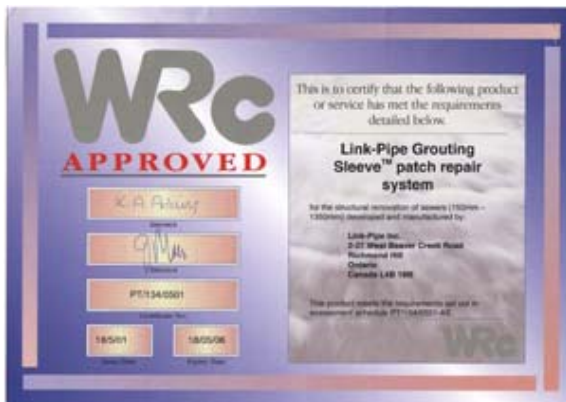 WRc
APPROVED
PT/134/0501
Certificate No.
18/5/01
18/05/06
Issue Date
Expiry Date
This is to certify that the following product
or service has met the requirements
detailed below.
Link-Pipe Grouting
Sleeve™ patch repair
system
for the structural renovation of sewers (150mm –
1350mm) developed and manufactured by:
Link-Pipe Inc.
2-27 West Beaver Creek Road
Richmond Hill
Ontario
Canada L4B 1M8
This product meets the requirements set out in
assessment schedule PT/134/0501-AS
WRc